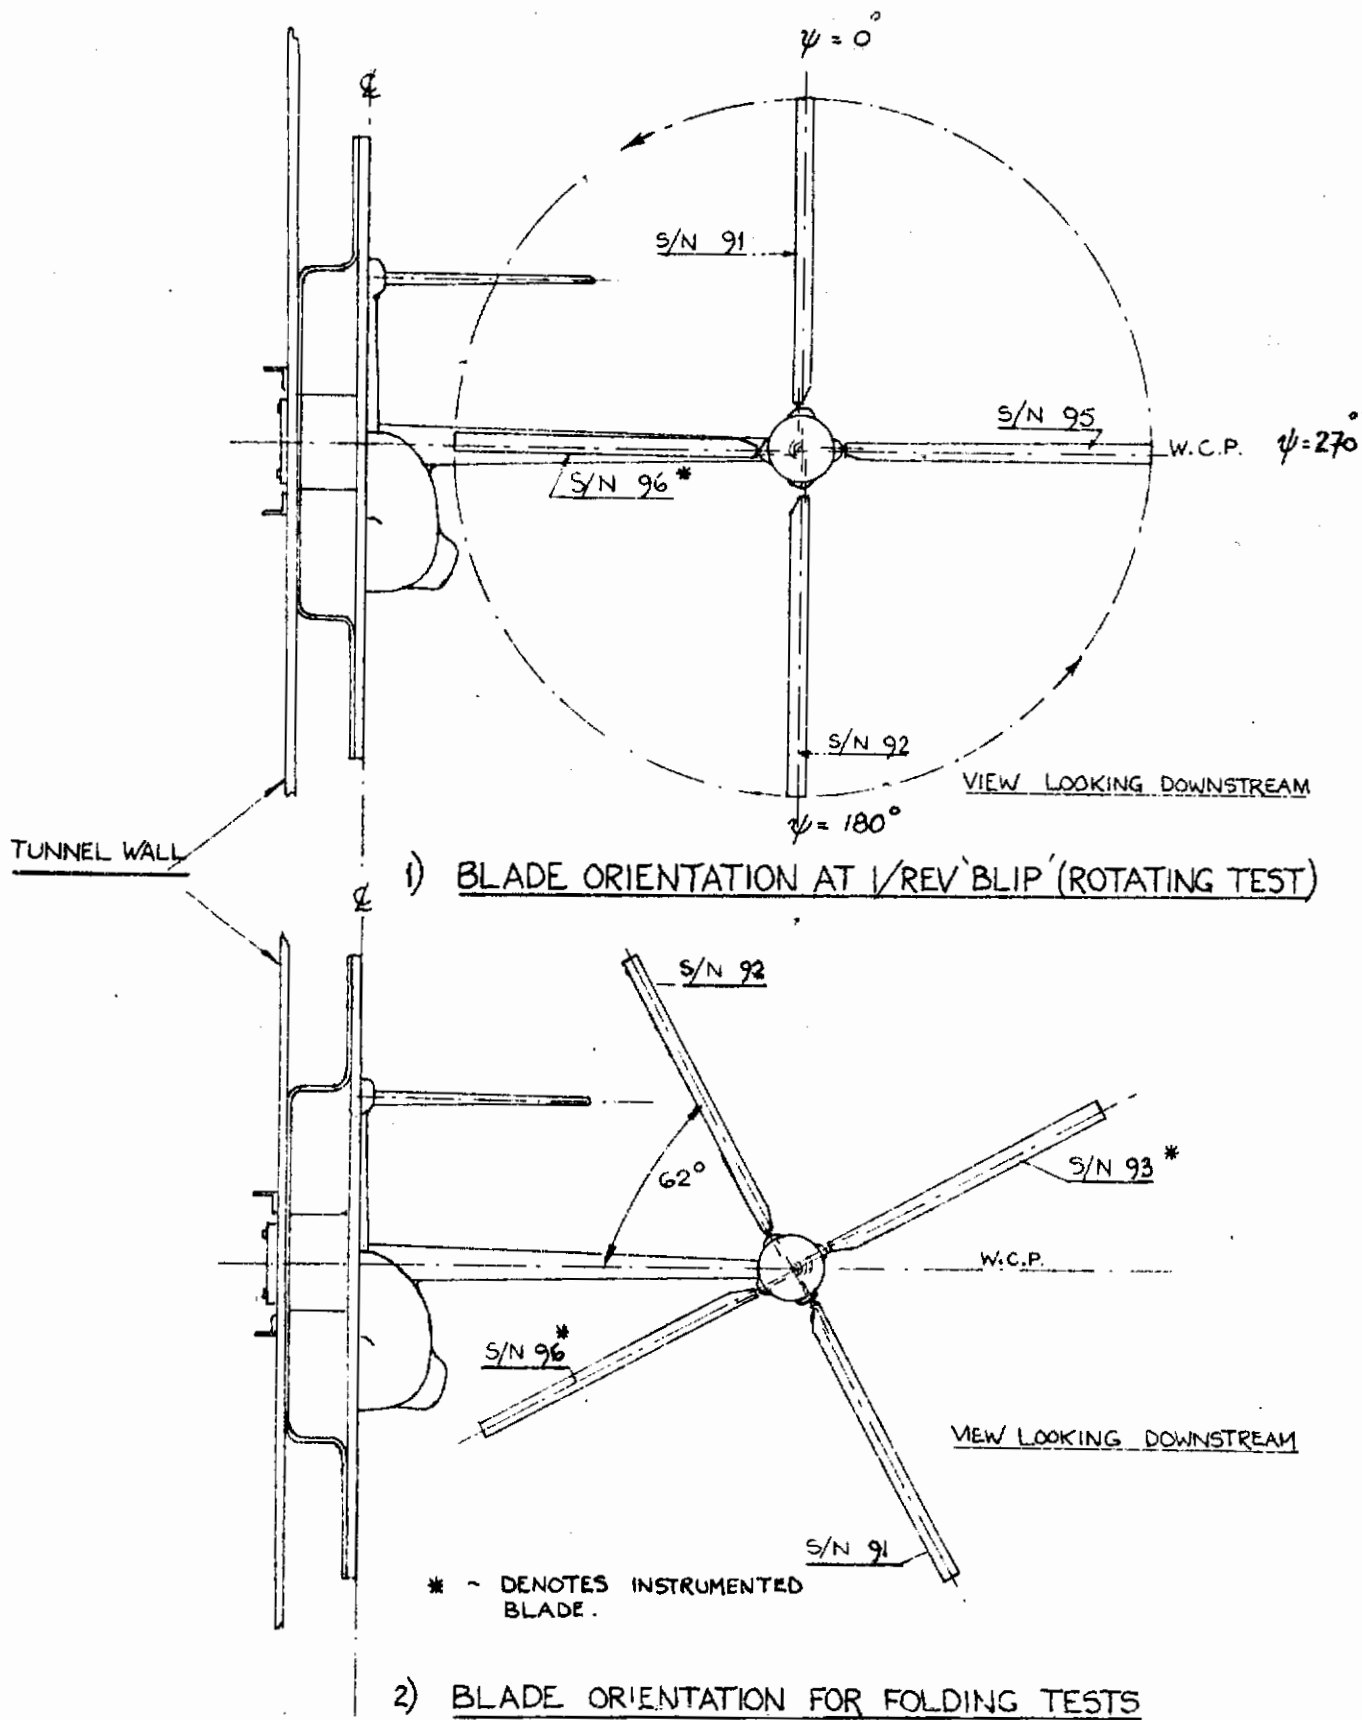 ψ = 0°
℄
S/N 91
S/N 95
W.C.P. ψ = 270°
S/N 96 *
S/N 92
VIEW LOOKING DOWNSTREAM
ψ = 180°
TUNNEL WALL
1) BLADE ORIENTATION AT 1/REV 'BLIP' (ROTATING TEST)
℄
S/N 92
S/N 93 *
62°
W.C.P.
S/N 96 *
VIEW LOOKING DOWNSTREAM
S/N 91
* - DENOTES INSTRUMENTED
BLADE.
2) BLADE ORIENTATION FOR FOLDING TESTS